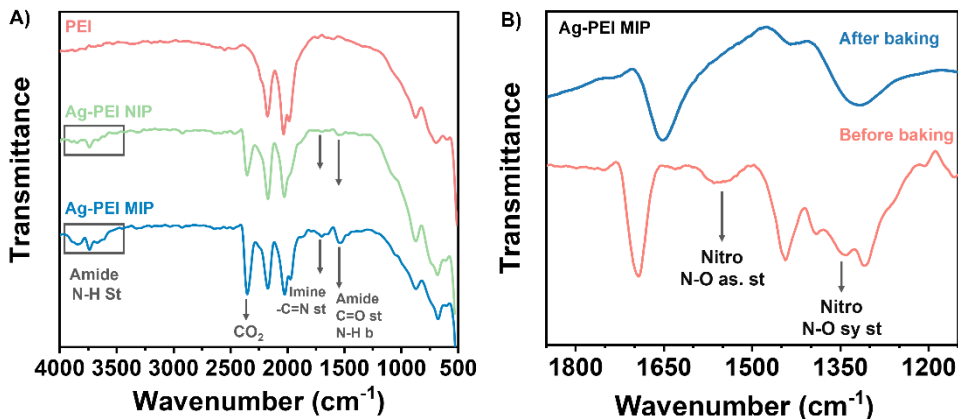 A)
PEI
Ag-PEI NIP
Ag-PEI MIP
Amide
N-H St
CO₂
Imine
-C=N st
Amide
C=O st
N-H b
Transmittance
4000 3500 3000 2500 2000 1500 1000 500
Wavenumber (cm⁻¹)
B)
Ag-PEI MIP
After baking
Before baking
Nitro
N-O as. st
Nitro
N-O sy st
Transmittance
1800 1650 1500 1350 1200
Wavenumber (cm⁻¹)